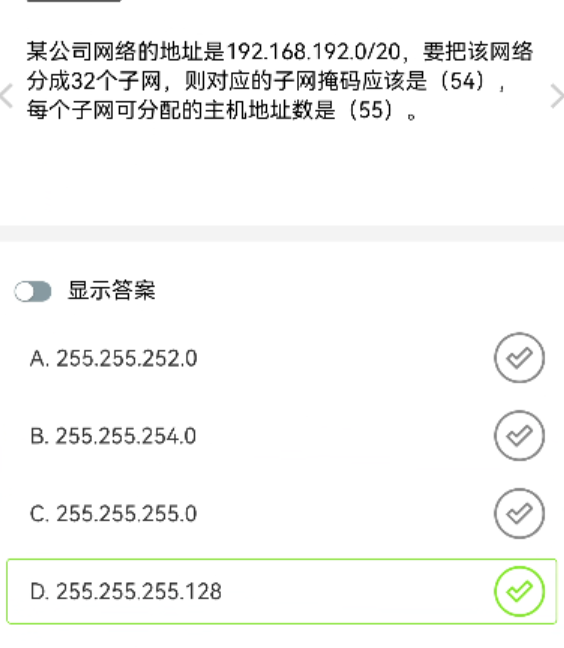 某公司网络的地址是192.168.192.0/20，要把该网络
分成32个子网，则对应的子网掩码应该是（54），
每个子网可分配的主机地址数是（55）。
显示答案
A. 255.255.252.0
B. 255.255.254.0
C. 255.255.255.0
D. 255.255.255.128